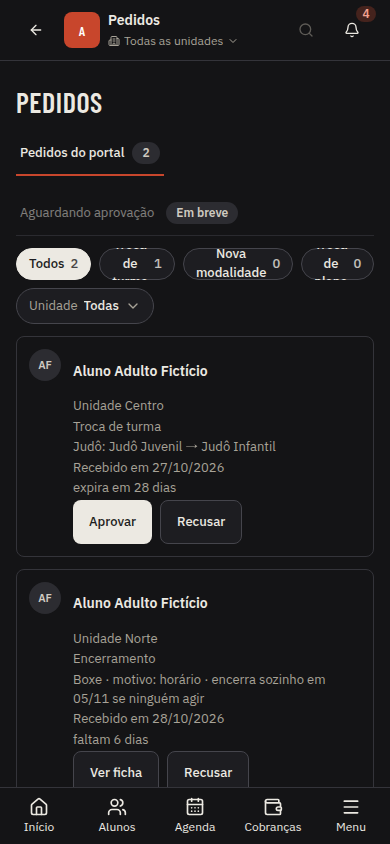 4
A
Pedidos
Todas as unidades
PEDIDOS
Pedidos do portal 2
Aguardando aprovação Em breve
Todos 2
de
1
Nova
modalidade
0
de
0
Unidade Todas
AF
Aluno Adulto Fictício
Unidade Centro
Troca de turma
Judô: Judô Juvenil → Judô Infantil
Recebido em 27/10/2026
expira em 28 dias
Aprovar Recusar
AF
Aluno Adulto Fictício
Unidade Norte
Encerramento
Boxe · motivo: horário · encerra sozinho em
05/11 se ninguém agir
Recebido em 28/10/2026
faltam 6 dias
Ver ficha Recusar
Início Alunos Agenda Cobranças Menu